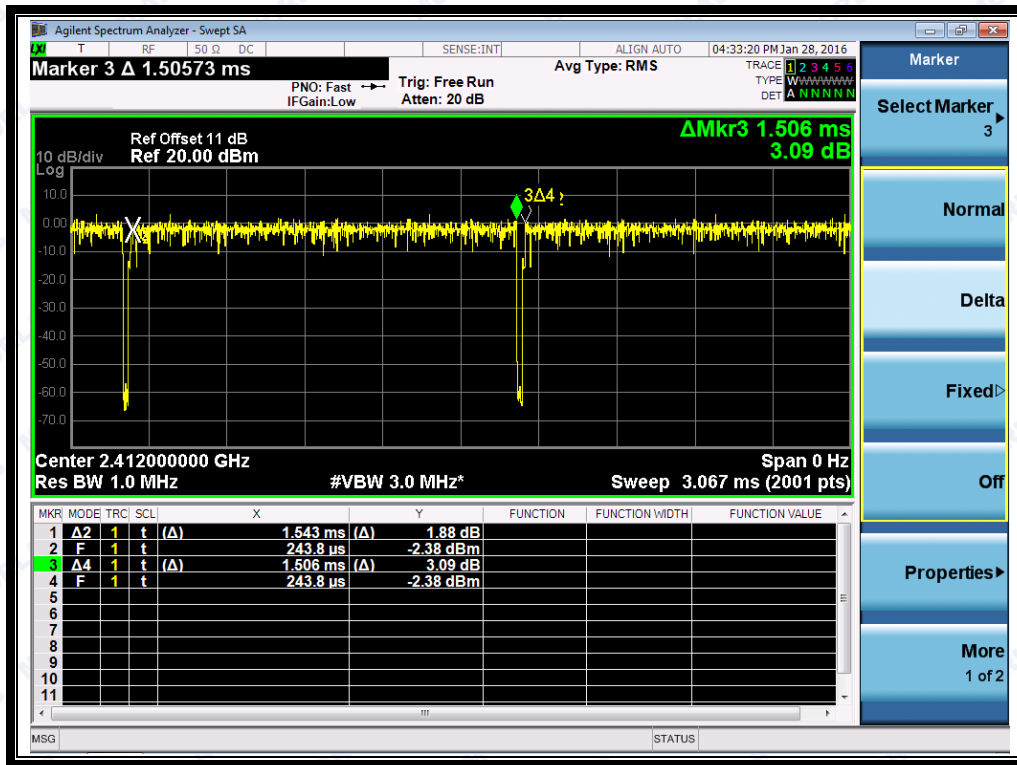 Agilent Spectrum Analyzer - Swept SA
LXI T RF 50 Ω DC SENSE:INT ALIGN AUTO 04:33:20 PM Jan 28, 2016
Marker 3 Δ 1.50573 ms
PNO: Fast
IFGain:Low
Trig: Free Run
Atten: 20 dB
Avg Type: RMS
TRACE 1 2 3 4 5 6
TYPE WWWWWWW
DET A N N N N N
Ref Offset 11 dB
10 dB/div Ref 20.00 dBm
Log
ΔMkr3 1.506 ms
3.09 dB
10.0
0.00
-10.0
-20.0
-30.0
-40.0
-50.0
-60.0
-70.0
3Δ4
Center 2.412000000 GHz Span 0 Hz
Res BW 1.0 MHz #VBW 3.0 MHz* Sweep 3.067 ms (2001 pts)
MKR MODE TRC SCL X Y FUNCTION FUNCTION WIDTH FUNCTION VALUE
1 Δ2 1 t (Δ) 1.543 ms (Δ) 1.88 dB
2 F 1 t 243.8 µs -2.38 dBm
3 Δ4 1 t (Δ) 1.506 ms (Δ) 3.09 dB
4 F 1 t 243.8 µs -2.38 dBm
5
6
7
8
9
10
11
MSG STATUS
Marker
Select Marker
3
Normal
Delta
Fixed
Off
Properties
More
1 of 2